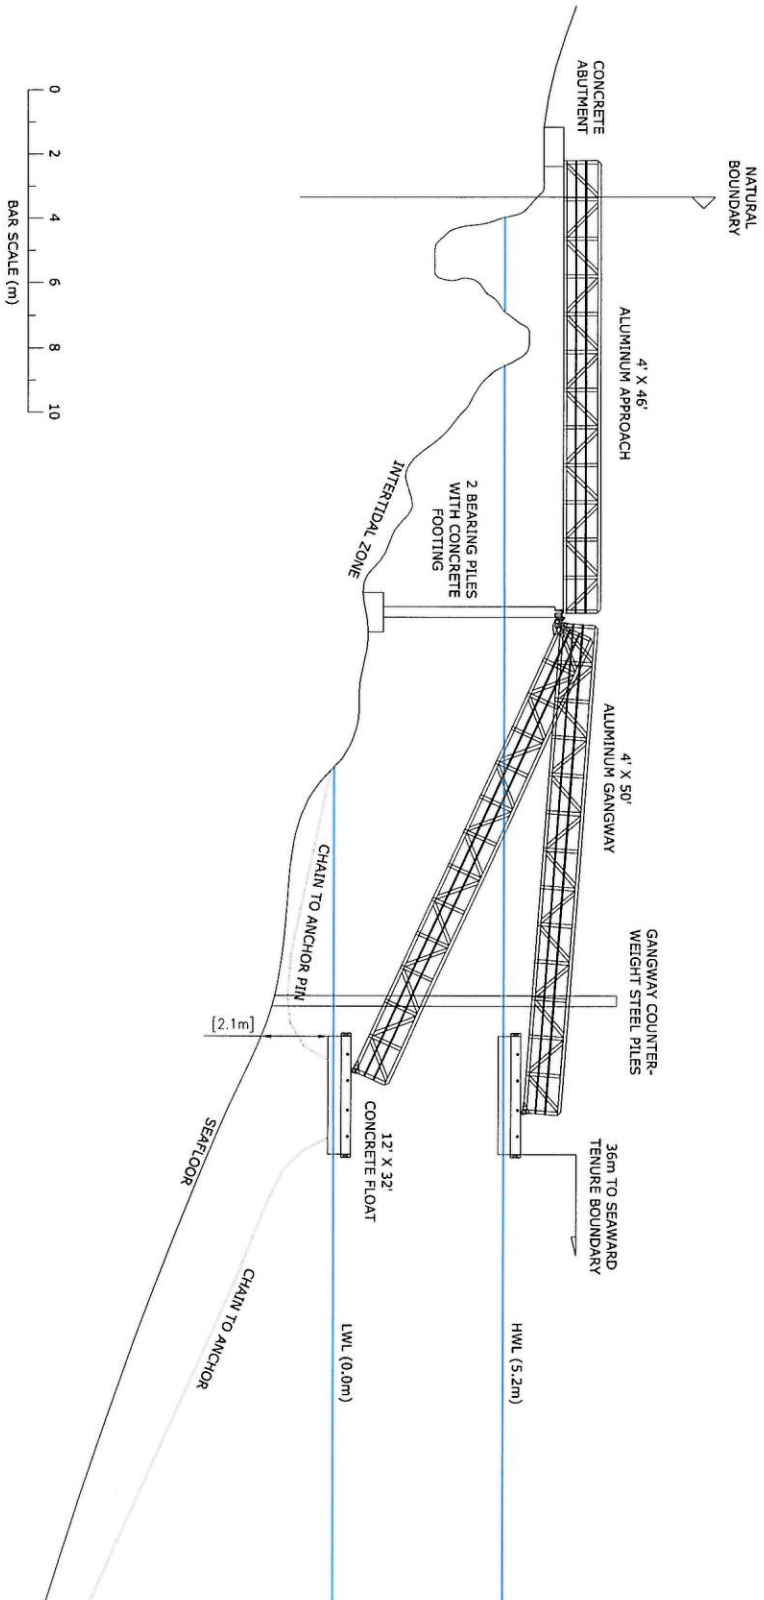 NATURAL
BOUNDARY
CONCRETE
ABUTMENT
4' X 46'
ALUMINUM APPROACH
2 BEARING PILES
WITH CONCRETE
FOOTING
INTERTIDAL ZONE
4' X 50'
ALUMINUM GANGWAY
GANGWAY COUNTER-
WEIGHT STEEL PILES
36m TO SEAWARD
TENURE BOUNDARY
HWL (5.2m)
LWL (0.0m)
12' X 32'
CONCRETE FLOAT
CHAIN TO ANCHOR PIN
[2.1m]
SEAFLOOR
CHAIN TO ANCHOR
0 2 4 6 8 10
BAR SCALE (m)